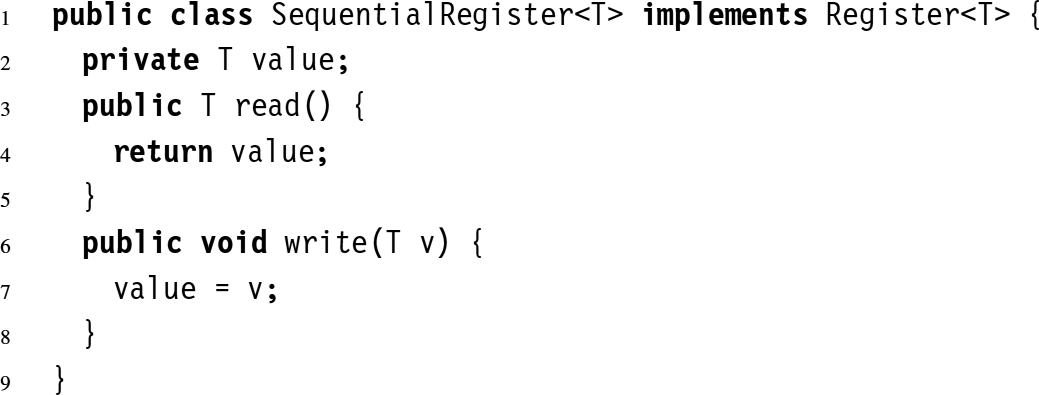 1 public class SequentialRegister<T> implements Register<T> {
2 private T value;
3 public T read() {
4 return value;
5 }
6 public void write(T v) {
7 value = v;
8 }
9 }